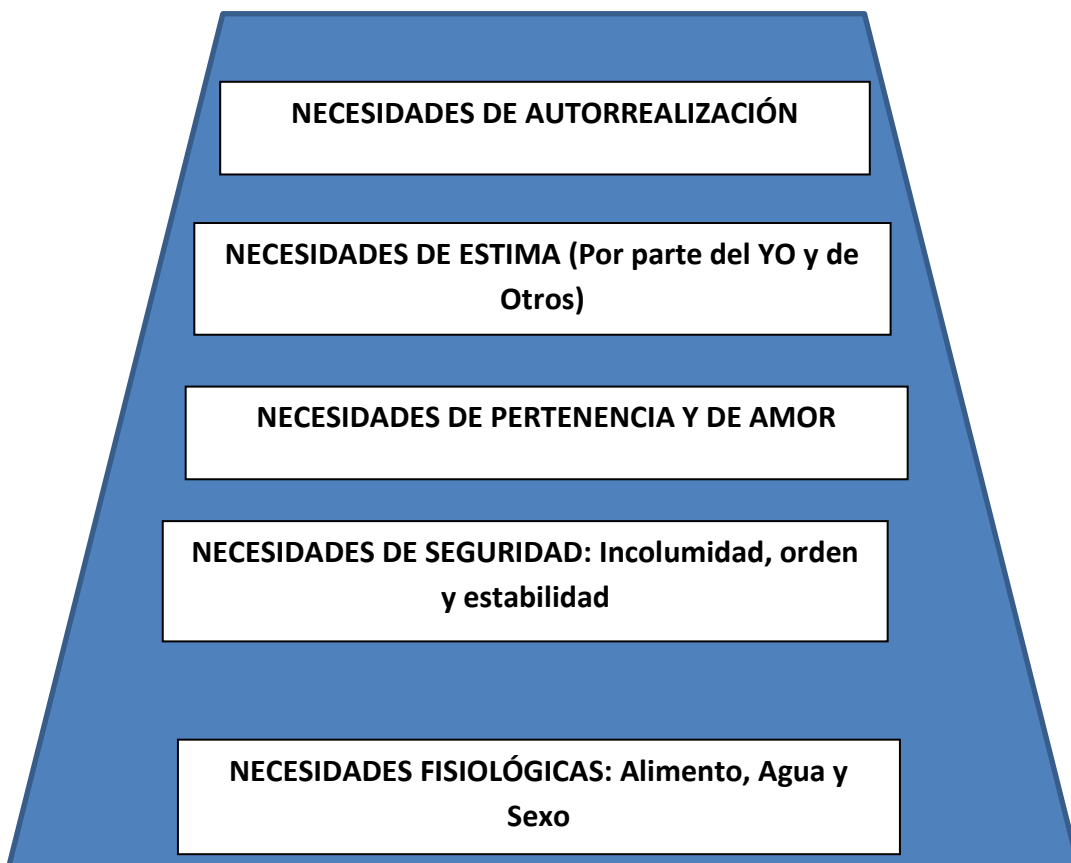 NECESIDADES DE AUTORREALIZACIÓN
NECESIDADES DE ESTIMA (Por parte del YO y de
Otros)
NECESIDADES DE PERTENENCIA Y DE AMOR
NECESIDADES DE SEGURIDAD: Incolumidad, orden
y estabilidad
NECESIDADES FISIOLÓGICAS: Alimento, Agua y
Sexo